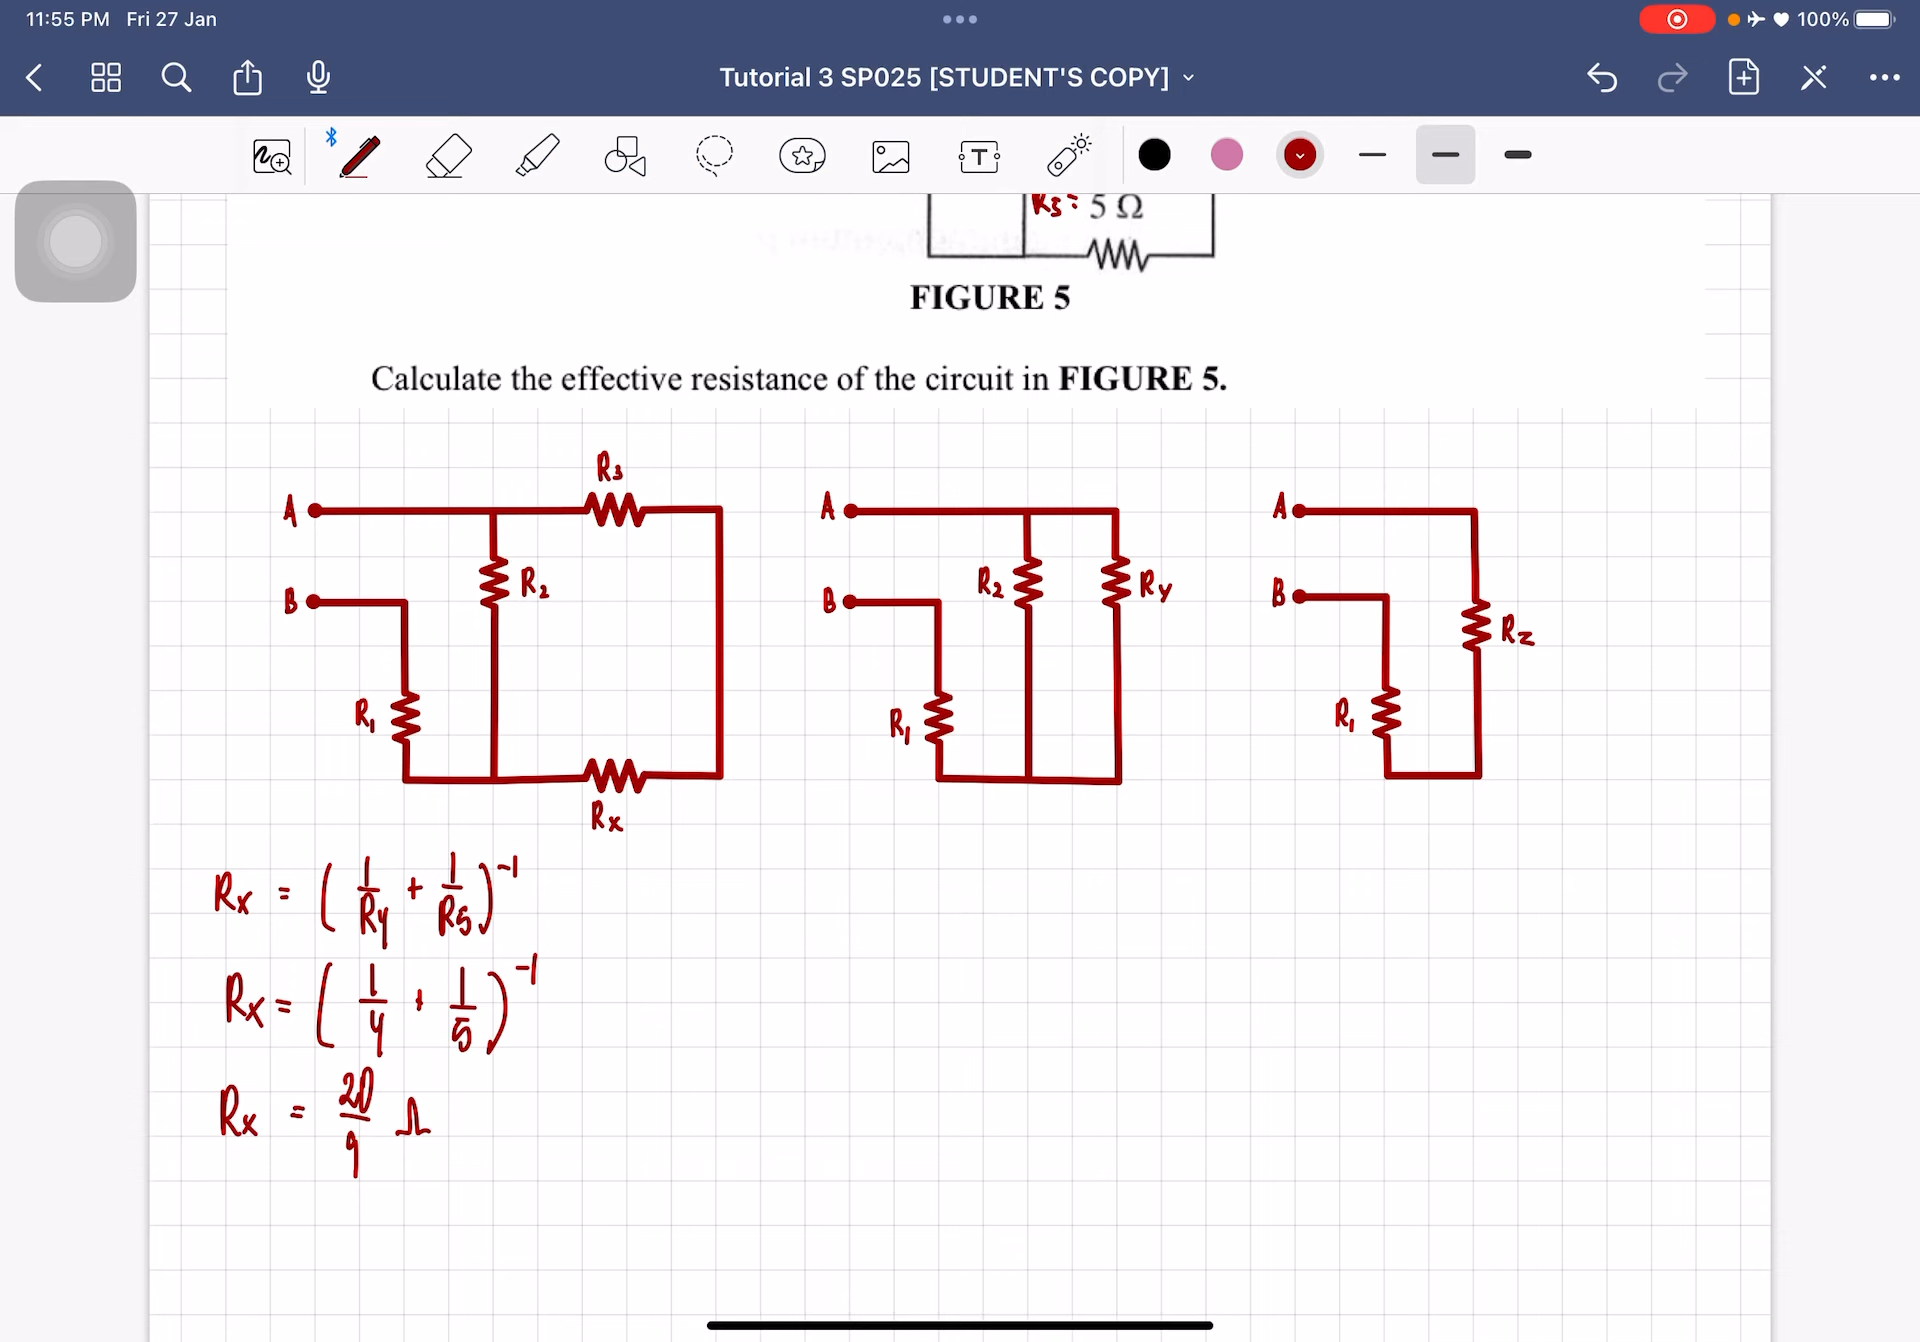 11:55 PM Fri 27 Jan
100%
Tutorial 3 SP025 [STUDENT'S COPY]
T
R5 = 5 Ω
FIGURE 5
Calculate the effective resistance of the circuit in FIGURE 5.
R3
A
R2
B
R1
Rx
A
R2
Ry
B
R1
A
B
Rz
R1
Rx = ( 1/R4 + 1/R5 )^-1
Rx = ( 1/4 + 1/5 )^-1
Rx = 20/9 Ω